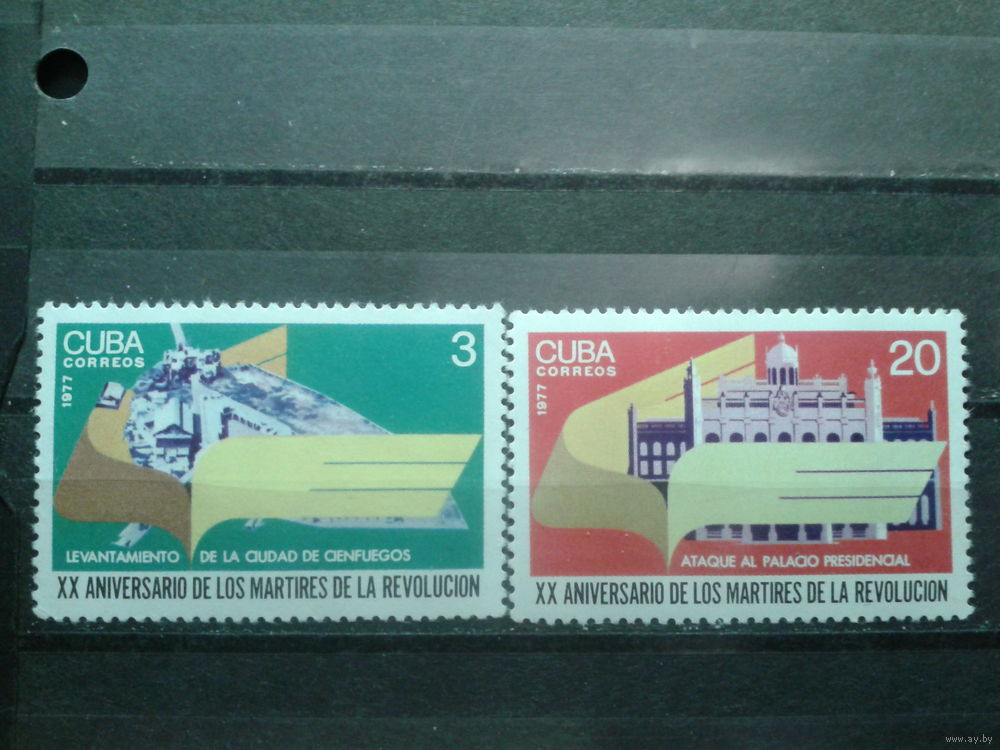 CUBA
CORREOS
1977
3
LEVANTAMIENTO DE LA CIUDAD DE CIENFUEGOS
XX ANIVERSARIO DE LOS MARTIRES DE LA REVOLUCION
CUBA
CORREOS
1977
20
ATAQUE AL PALACIO PRESIDENCIAL
XX ANIVERSARIO DE LOS MARTIRES DE LA REVOLUCION
www.ay.by